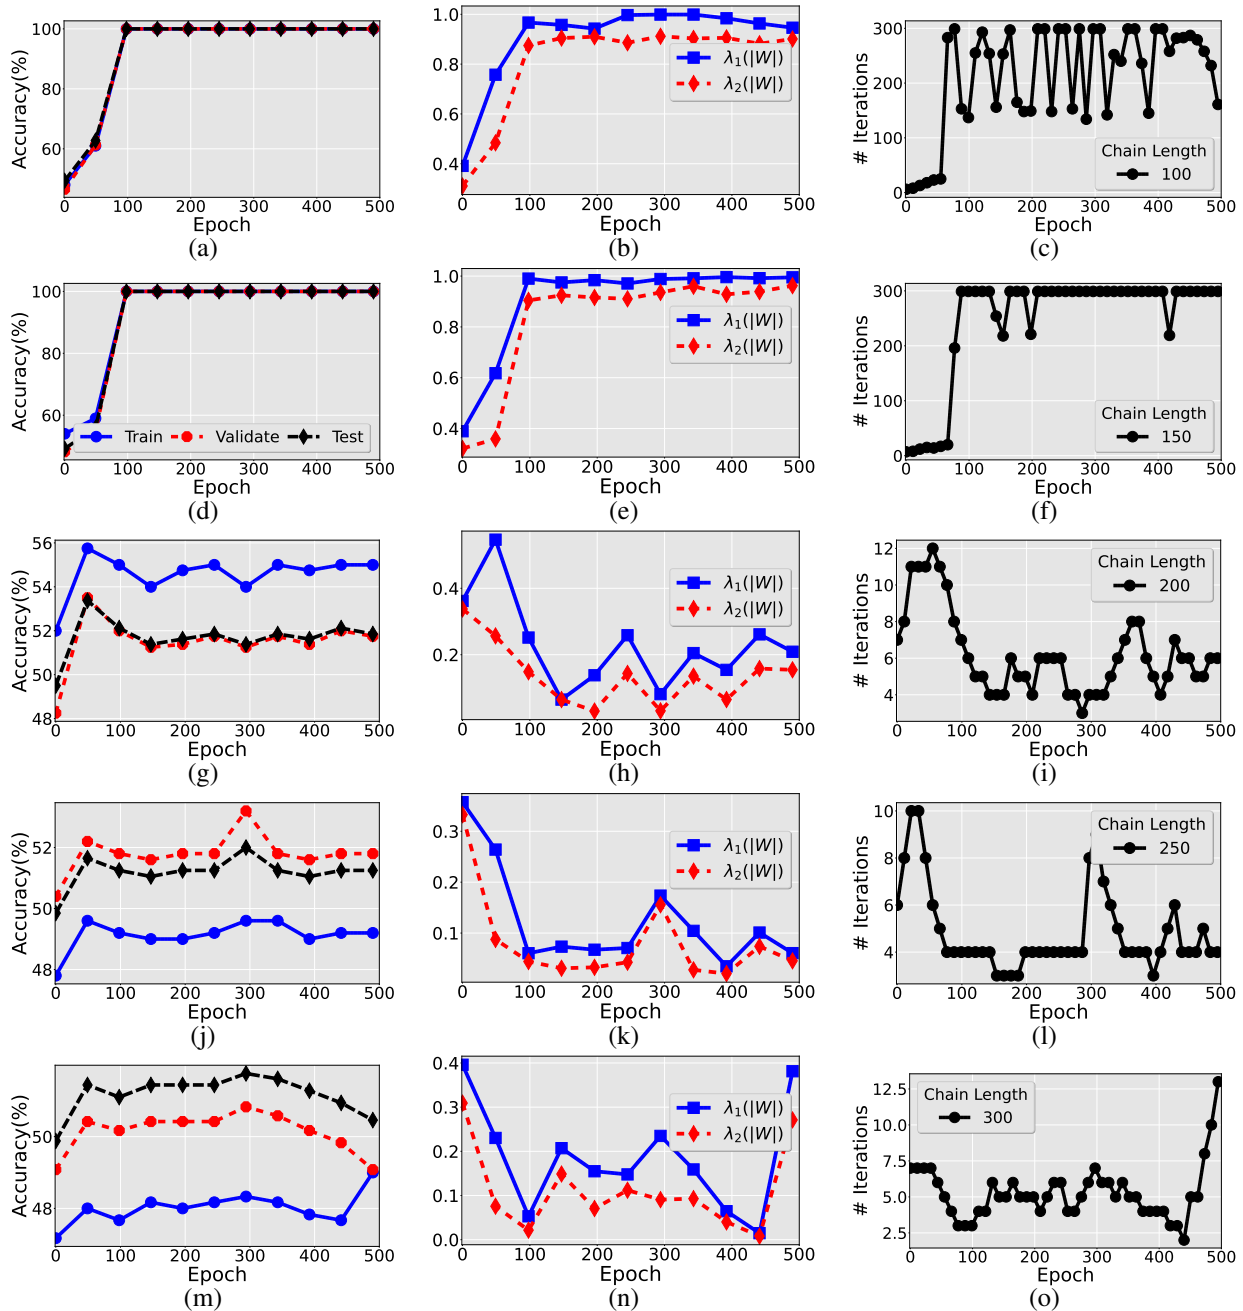 Accuracy(%)
100
80
60
0 100 200 300 400 500
Epoch
(a)
1.0
0.8
0.6
0.4
λ₁(|W|)
λ₂(|W|)
0 100 200 300 400 500
Epoch
(b)
# Iterations
300
200
100
0
Chain Length
100
0 100 200 300 400 500
Epoch
(c)
Accuracy(%)
100
80
60
Train Validate Test
0 100 200 300 400 500
Epoch
(d)
1.0
0.8
0.6
0.4
λ₁(|W|)
λ₂(|W|)
0 100 200 300 400 500
Epoch
(e)
# Iterations
300
200
100
0
Chain Length
150
0 100 200 300 400 500
Epoch
(f)
Accuracy(%)
56
54
52
50
48
0 100 200 300 400 500
Epoch
(g)
0.4
0.2
λ₁(|W|)
λ₂(|W|)
0 100 200 300 400 500
Epoch
(h)
# Iterations
12
10
8
6
4
Chain Length
200
0 100 200 300 400 500
Epoch
(i)
Accuracy(%)
52
50
48
0 100 200 300 400 500
Epoch
(j)
0.3
0.2
0.1
λ₁(|W|)
λ₂(|W|)
0 100 200 300 400 500
Epoch
(k)
# Iterations
10
8
6
4
Chain Length
250
0 100 200 300 400 500
Epoch
(l)
Accuracy(%)
50
48
0 100 200 300 400 500
Epoch
(m)
0.4
0.3
0.2
0.1
0.0
λ₁(|W|)
λ₂(|W|)
0 100 200 300 400 500
Epoch
(n)
# Iterations
12.5
10.0
7.5
5.0
2.5
Chain Length
300
0 100 200 300 400 500
Epoch
(o)